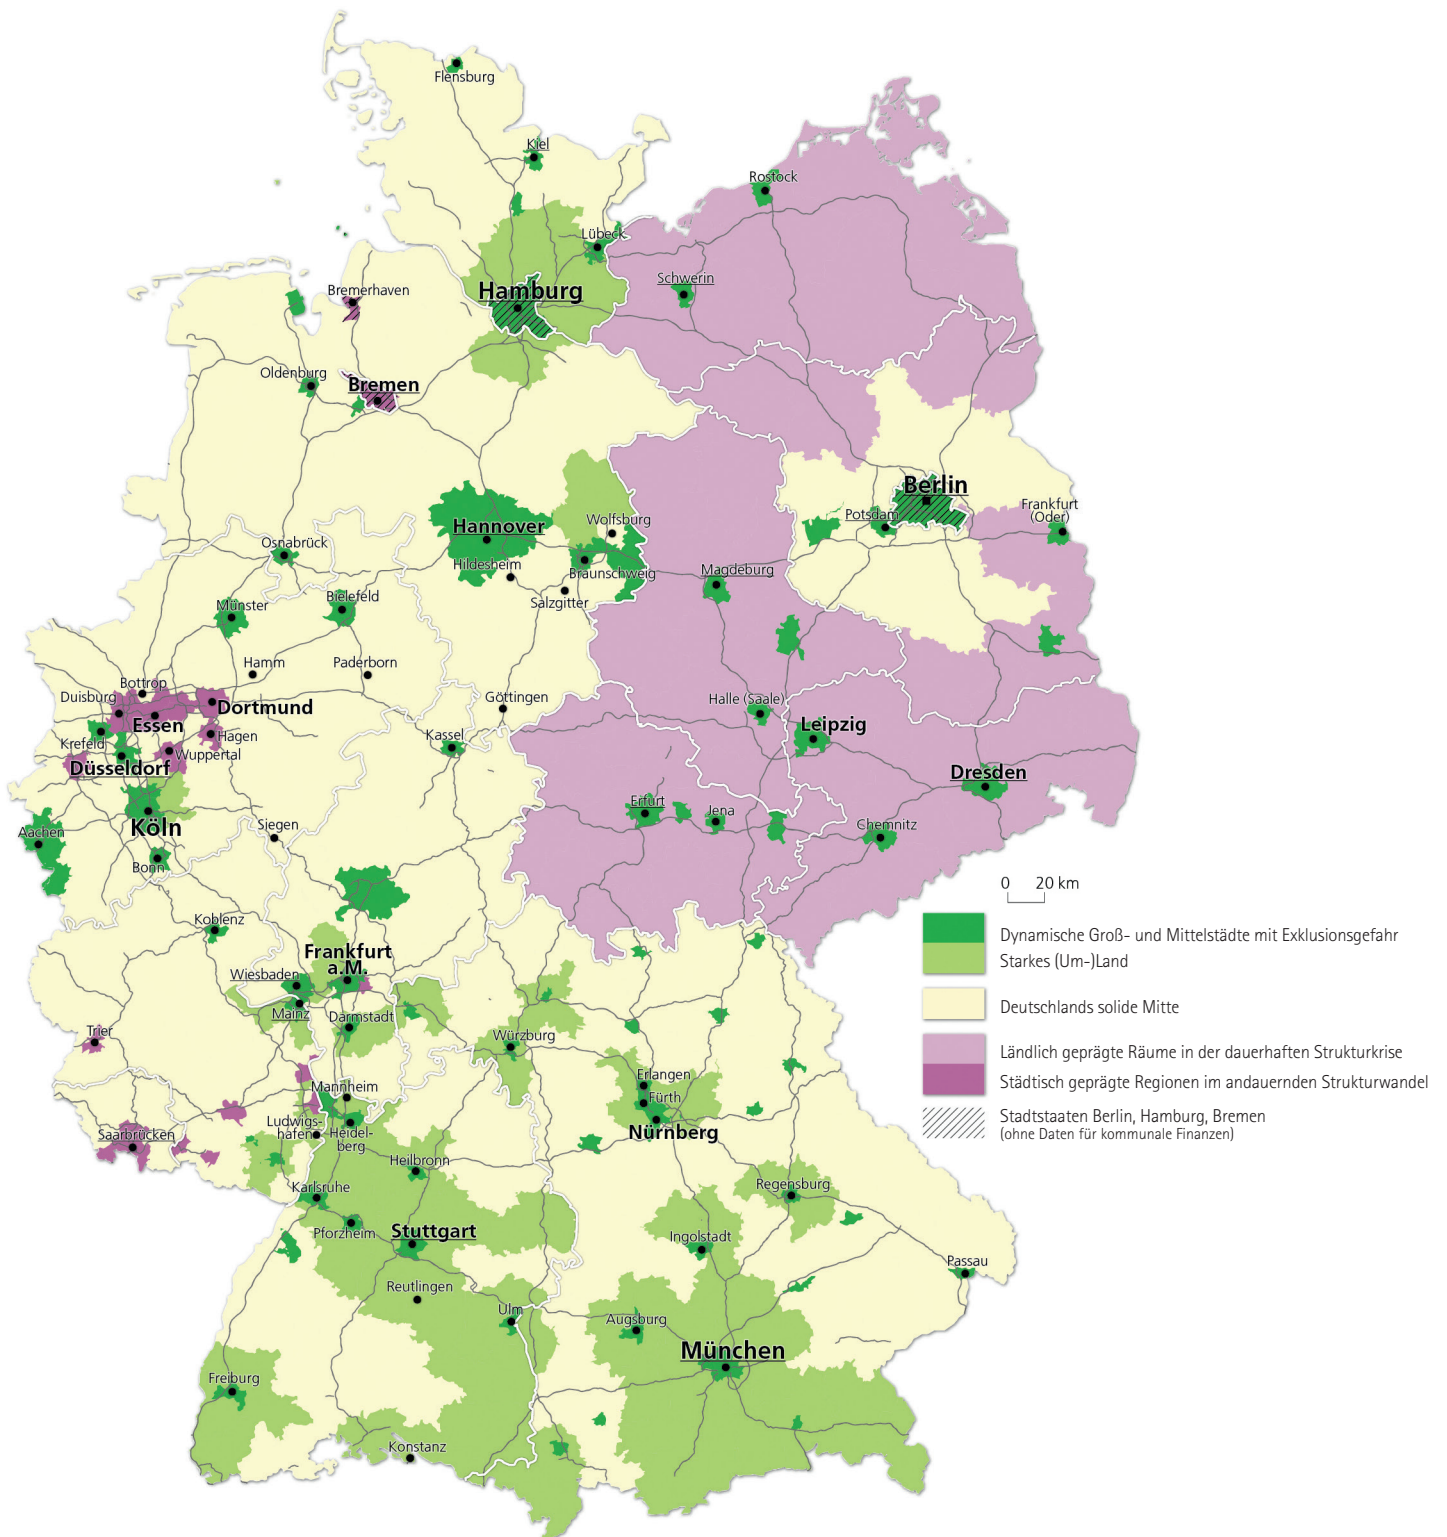 Flensburg
Kiel
Rostock
Lübeck
Schwerin
Bremerhaven
Hamburg
Oldenburg
Bremen
Berlin
Potsdam
Frankfurt
(Oder)
Hannover
Wolfsburg
Osnabrück
Hildesheim
Braunschweig
Magdeburg
Salzgitter
Münster
Bielefeld
Hamm
Paderborn
Bottrop
Duisburg
Dortmund
Göttingen
Halle (Saale)
Essen
Leipzig
Krefeld
Hagen
Kassel
Wuppertal
Düsseldorf
Dresden
Erfurt
Jena
Köln
Siegen
Chemnitz
Aachen
Bonn
0 20 km
Koblenz
Dynamische Groß- und Mittelstädte mit Exklusionsgefahr
Frankfurt
a.M.
Starkes (Um-)Land
Wiesbaden
Mainz
Deutschlands solide Mitte
Darmstadt
Trier
Würzburg
Ländlich geprägte Räume in der dauerhaften Strukturkrise
Erlangen
Städtisch geprägte Regionen im andauernden Strukturwandel
Mannheim
Fürth
Stadtstaaten Berlin, Hamburg, Bremen
(ohne Daten für kommunale Finanzen)
Ludwigs-
hafen
Heidel-
berg
Nürnberg
Saarbrücken
Heilbronn
Karlsruhe
Regensburg
Pforzheim
Stuttgart
Ingolstadt
Passau
Reutlingen
Ulm
Augsburg
München
Freiburg
Konstanz